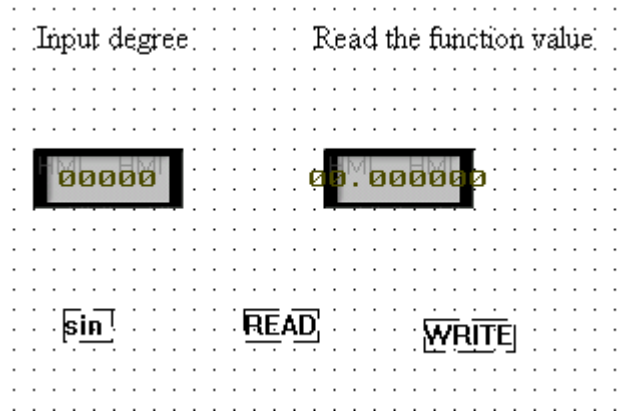 Input degree
Read the function value
HMI HMI
00000
HMI HMI
00.000000
sin
READ
WRITE